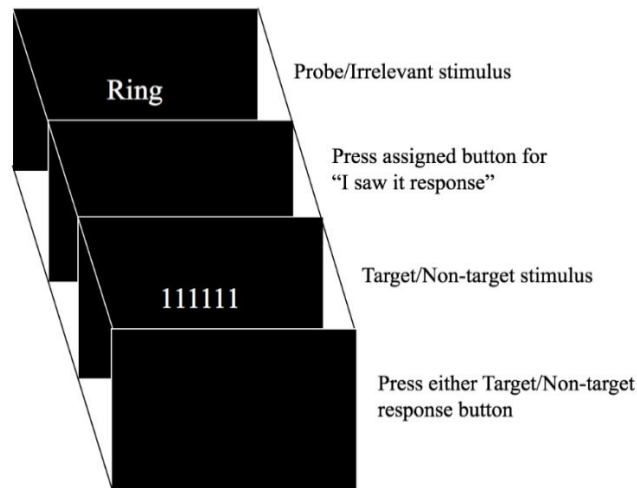 Ring
Probe/Irrelevant stimulus
Press assigned button for
“I saw it response”
111111
Target/Non-target stimulus
Press either Target/Non-target
response button